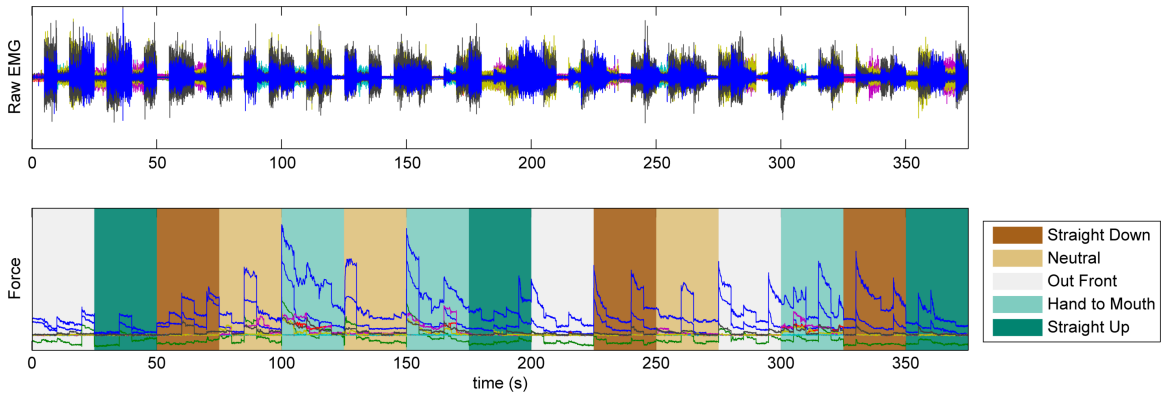 Raw EMG
0 50 100 150 200 250 300 350
Force
0 50 100 150 200 250 300 350
time (s)
Straight Down
Neutral
Out Front
Hand to Mouth
Straight Up